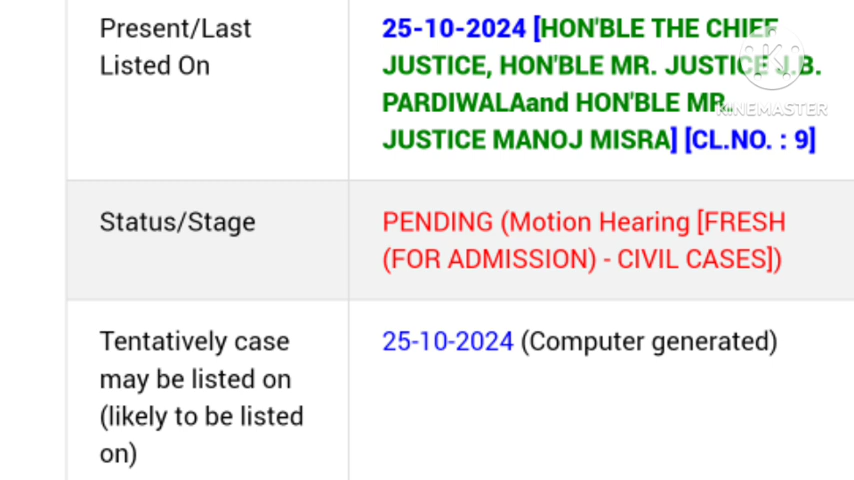 Present/Last
Listed On
25-10-2024 [HON'BLE THE CHIEF
JUSTICE, HON'BLE MR. JUSTICE J.B.
PARDIWALAand HON'BLE MR.
JUSTICE MANOJ MISRA] [CL.NO. : 9]
KINEMASTER
Status/Stage
PENDING (Motion Hearing [FRESH
(FOR ADMISSION) - CIVIL CASES])
Tentatively case
may be listed on
(likely to be listed
on)
25-10-2024 (Computer generated)